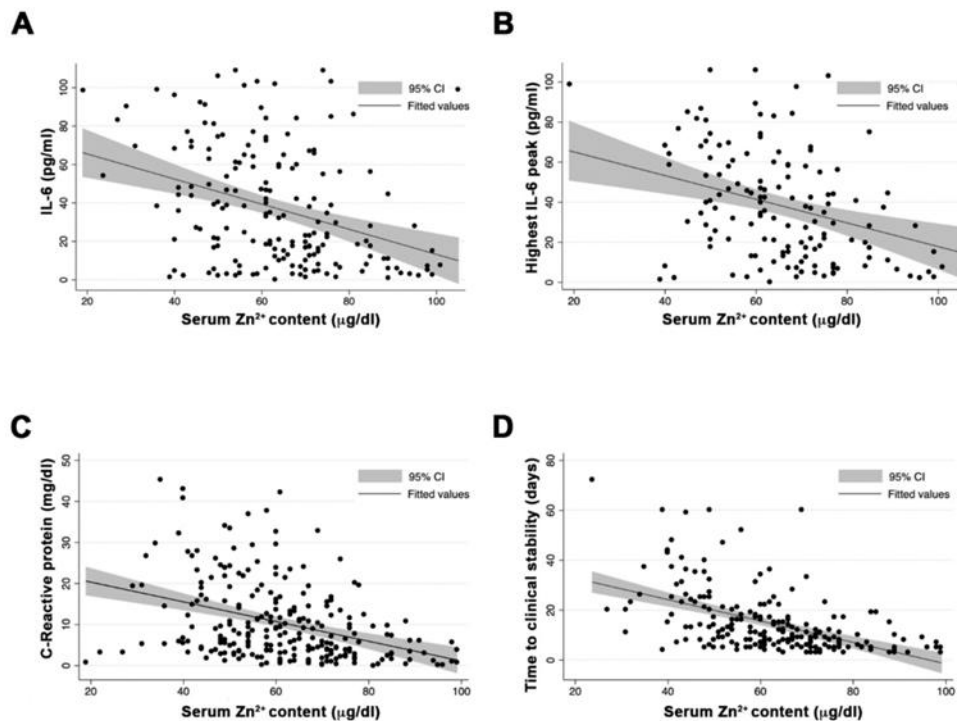 A
IL-6 (pg/ml)
100
80
60
40
20
0
95% CI
Fitted values
20 40 60 80 100
Serum Zn²⁺ content (μg/dl)
B
Highest IL-6 peak (pg/ml)
100
80
60
40
20
0
95% CI
Fitted values
20 40 60 80 100
Serum Zn²⁺ content (μg/dl)
C
C-Reactive protein (mg/dl)
50
40
30
20
10
0
95% CI
Fitted values
20 40 60 80 100
Serum Zn²⁺ content (μg/dl)
D
Time to clinical stability (days)
80
60
40
20
0
95% CI
Fitted values
20 40 60 80 100
Serum Zn²⁺ content (μg/dl)